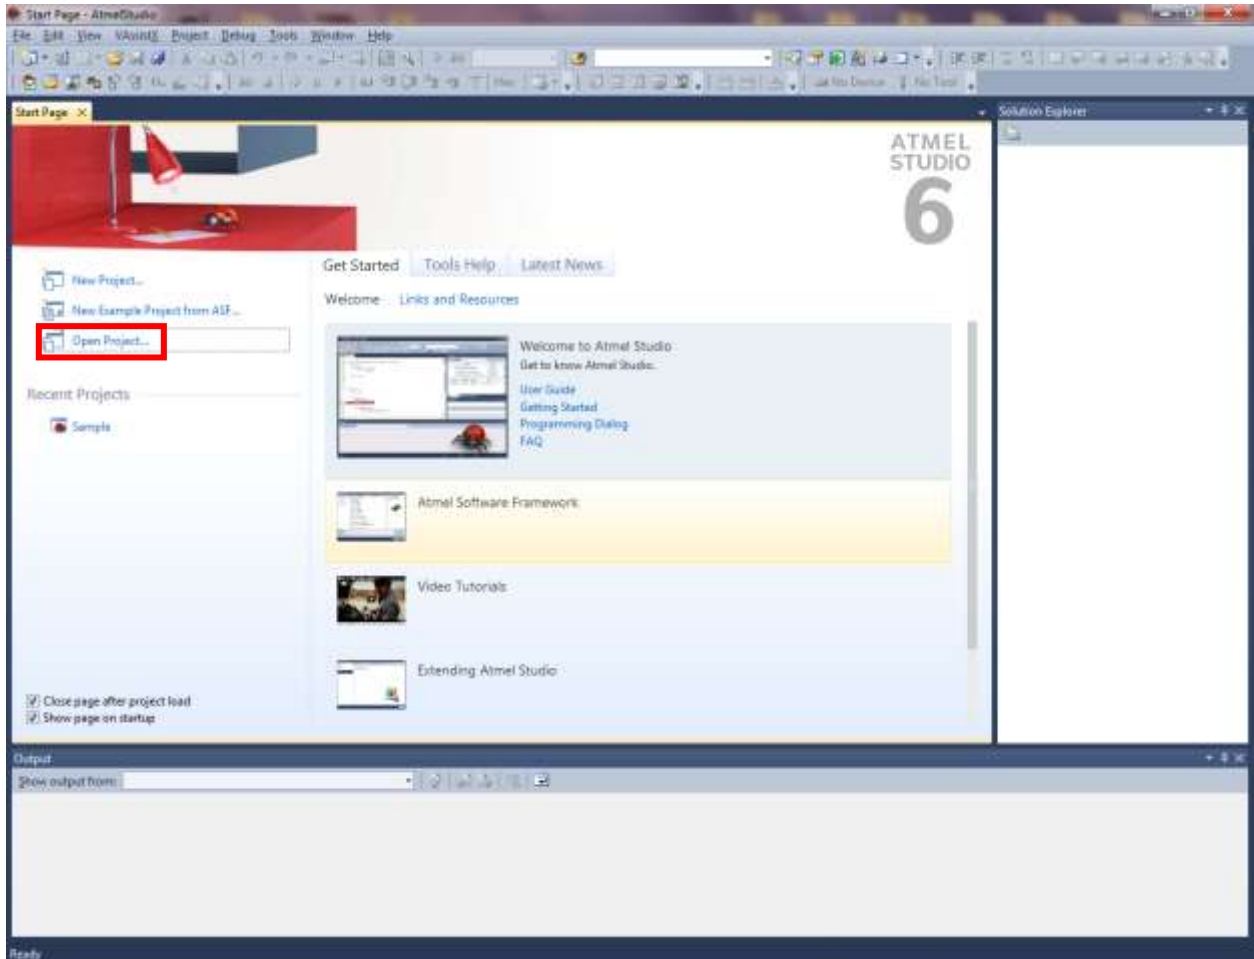 Start Page - AtmelStudio
File Edit View VAssistX Project Debug Tools Window Help
No Device No Tool
Start Page
Solution Explorer
ATMEL
STUDIO
6
Get Started Tools Help Latest News
New Project...
Welcome Links and Resources
New Example Project from ASF...
Open Project...
Welcome to Atmel Studio
Get to know Atmel Studio.
User Guide
Getting Started
Programming Dialog
FAQ
Recent Projects
Sample
Atmel Software Framework
Video Tutorials
Extending Atmel Studio
Close page after project load
Show page on startup
Output
Show output from:
Ready